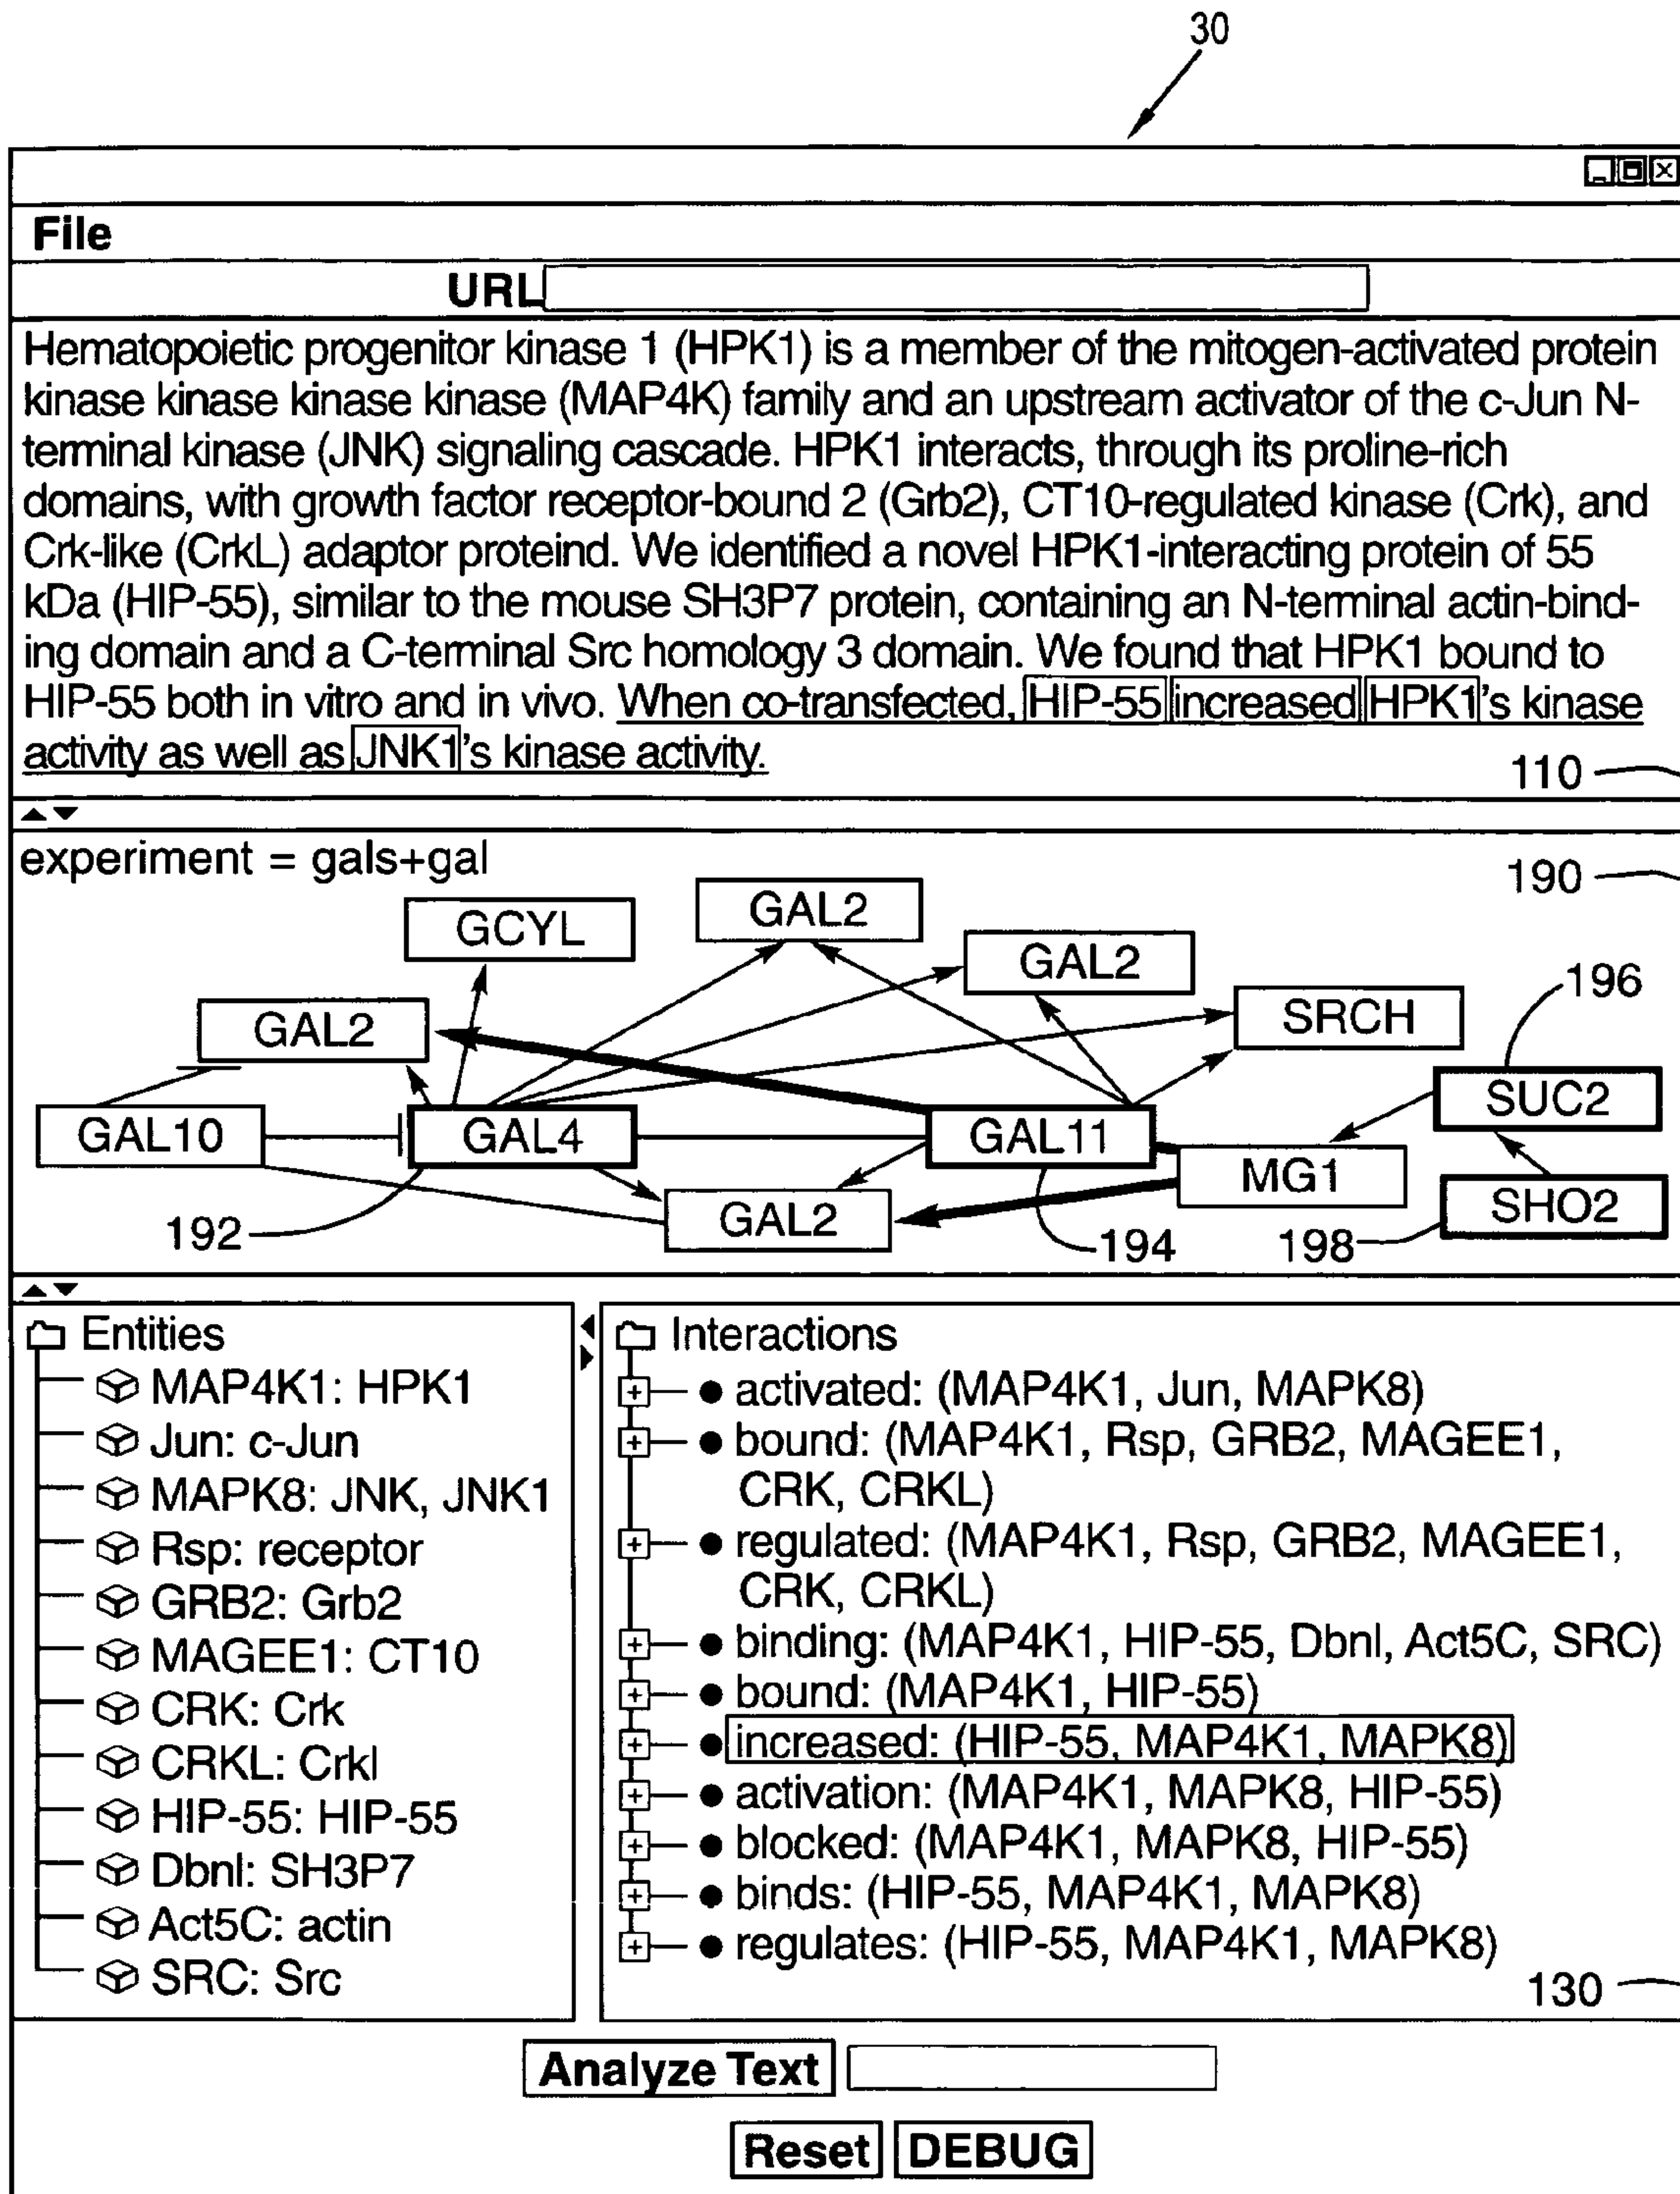 30
File
URL
Hematopoietic progenitor kinase 1 (HPK1) is a member of the mitogen-activated protein
kinase kinase kinase kinase (MAP4K) family and an upstream activator of the c-Jun N-
terminal kinase (JNK) signaling cascade. HPK1 interacts, through its proline-rich
domains, with growth factor receptor-bound 2 (Grb2), CT10-regulated kinase (Crk), and
Crk-like (CrkL) adaptor proteind. We identified a novel HPK1-interacting protein of 55
kDa (HIP-55), similar to the mouse SH3P7 protein, containing an N-terminal actin-bind-
ing domain and a C-terminal Src homology 3 domain. We found that HPK1 bound to
HIP-55 both in vitro and in vivo. When co-transfected, HIP-55 increased HPK1's kinase
activity as well as JNK1's kinase activity.
110
experiment = gals+gal
190
GAL2
GCYL
GAL2
196
GAL2
SRCH
SUC2
GAL10
GAL4
GAL11
MG1
SHO2
GAL2
192
194
198
Entities
MAP4K1: HPK1
Jun: c-Jun
MAPK8: JNK, JNK1
Rsp: receptor
GRB2: Grb2
MAGEE1: CT10
CRK: Crk
CRKL: Crkl
HIP-55: HIP-55
Dbnl: SH3P7
Act5C: actin
SRC: Src
Interactions
activated: (MAP4K1, Jun, MAPK8)
bound: (MAP4K1, Rsp, GRB2, MAGEE1,
CRK, CRKL)
regulated: (MAP4K1, Rsp, GRB2, MAGEE1,
CRK, CRKL)
binding: (MAP4K1, HIP-55, Dbnl, Act5C, SRC)
bound: (MAP4K1, HIP-55)
increased: (HIP-55, MAP4K1, MAPK8)
activation: (MAP4K1, MAPK8, HIP-55)
blocked: (MAP4K1, MAPK8, HIP-55)
binds: (HIP-55, MAP4K1, MAPK8)
regulates: (HIP-55, MAP4K1, MAPK8)
130
Analyze Text
Reset DEBUG